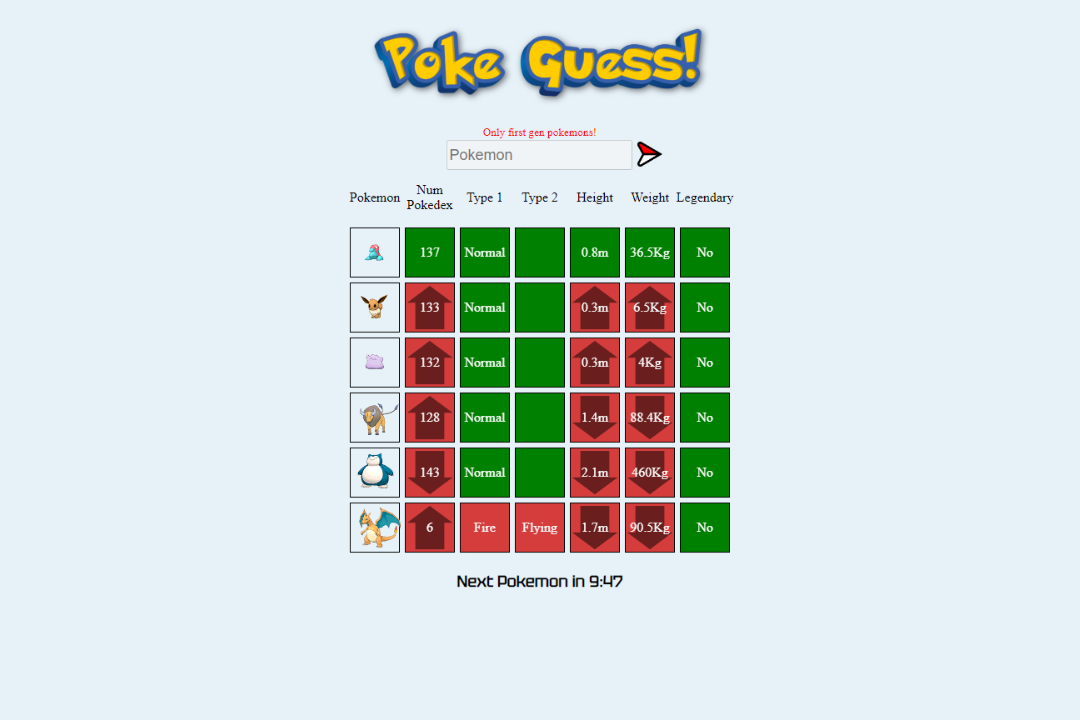 Poke Guess!
Only first gen pokemons!
Pokemon
Pokemon Num Pokedex Type 1 Type 2 Height Weight Legendary
137 Normal 0.8m 36.5Kg No
133 Normal 0.3m 6.5Kg No
132 Normal 0.3m 4Kg No
128 Normal 1.4m 88.4Kg No
143 Normal 2.1m 460Kg No
6 Fire Flying 1.7m 90.5Kg No
Next Pokemon in 9:47